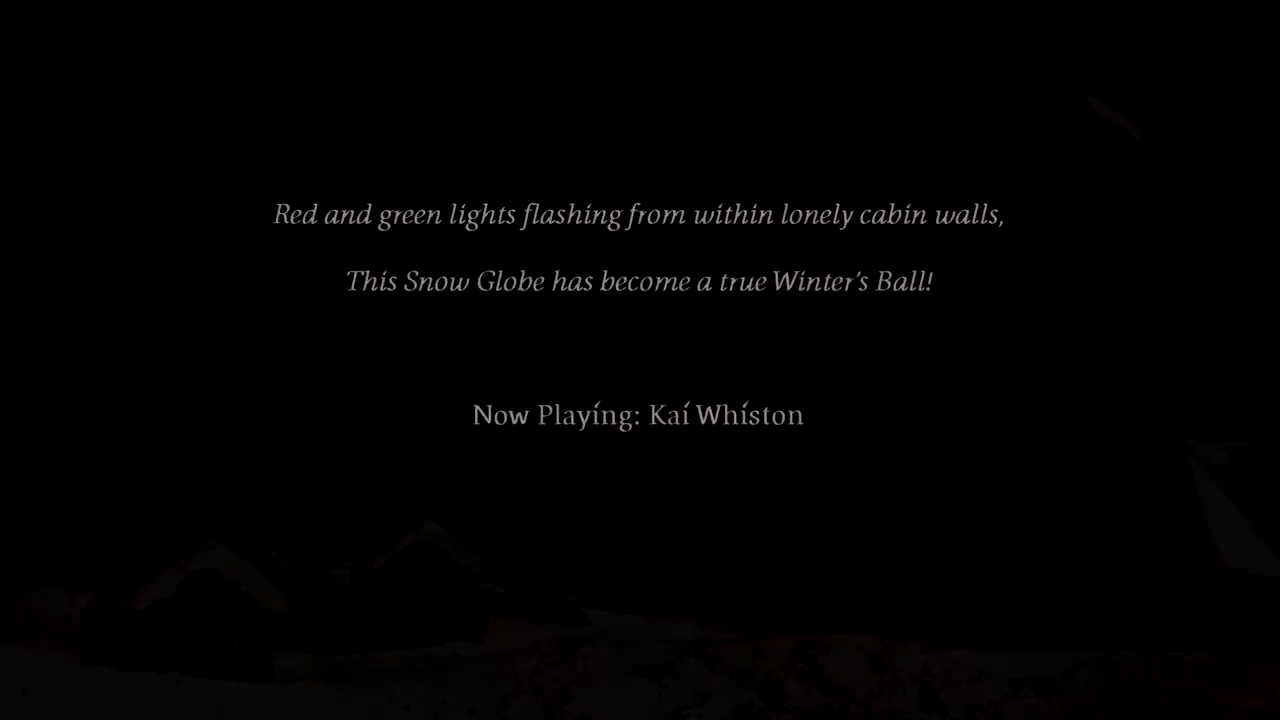 Red and green lights flashing from within lonely cabin walls,
This Snow Globe has become a true Winter's Ball!
Now Playing: Kai Whiston